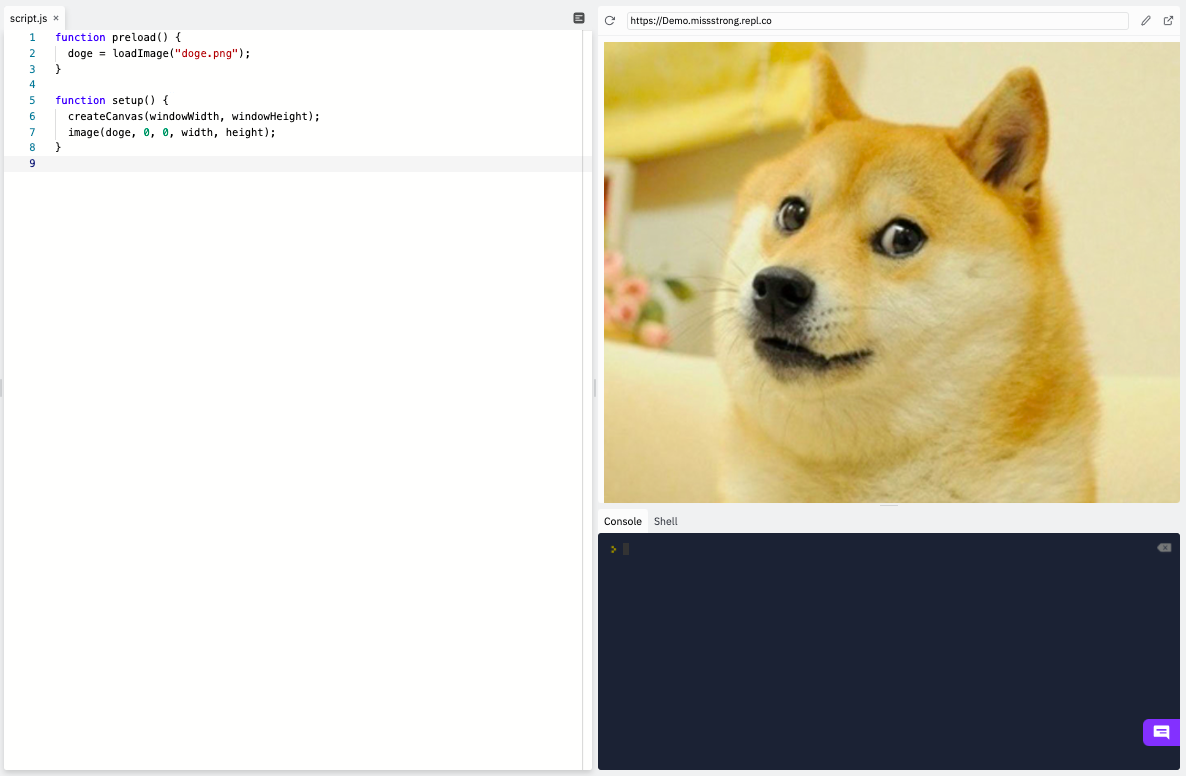 script.js ×
1 function preload() {
2   doge = loadImage("doge.png");
3 }
4
5 function setup() {
6   createCanvas(windowWidth, windowHeight);
7   image(doge, 0, 0, width, height);
8 }
9
https://Demo.missstrong.repl.co
Console Shell